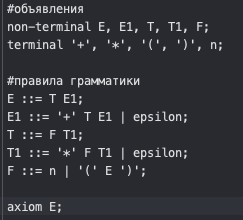 #объявления
non-terminal E, E1, T, T1, F;
terminal '+', '*', '(', ')', n;
#правила грамматики
E ::= T E1;
E1 ::= '+' T E1 | epsilon;
T ::= F T1;
T1 ::= '*' F T1 | epsilon;
F ::= n | '(' E ')';
axiom E;